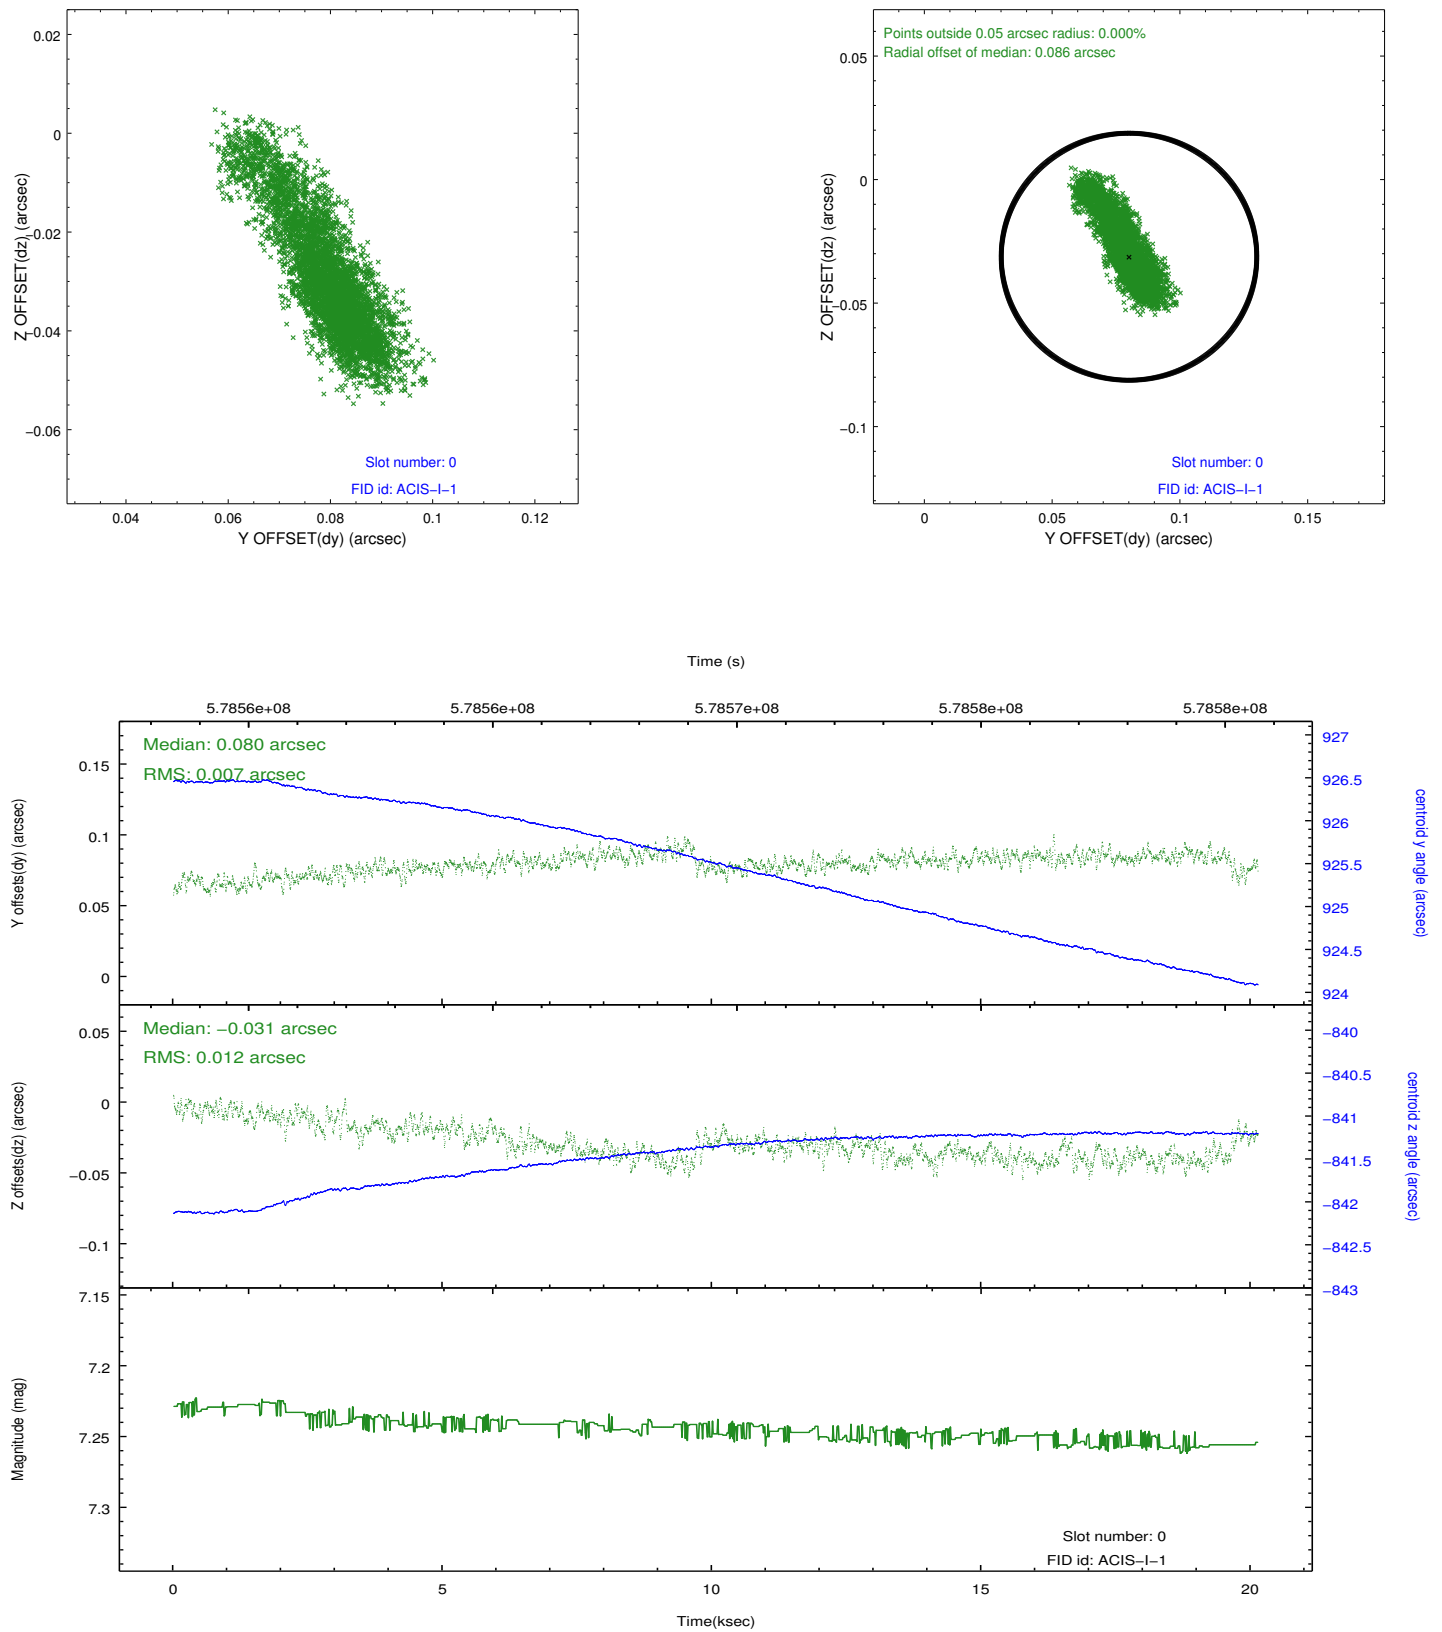 0.02
0
−0.02
−0.04
−0.06
Z OFFSET(dz) (arcsec)
Slot number: 0
FID id: ACIS−I−1
0.04 0.06 0.08 0.1 0.12
Y OFFSET(dy) (arcsec)
Points outside 0.05 arcsec radius: 0.000%
Radial offset of median: 0.086 arcsec
0.05
0
−0.05
−0.1
Z OFFSET(dz) (arcsec)
Slot number: 0
FID id: ACIS−I−1
0 0.05 0.1 0.15
Y OFFSET(dy) (arcsec)
Time (s)
5.7856e+08 5.7856e+08 5.7857e+08 5.7858e+08 5.7858e+08
Median: 0.080 arcsec
RMS: 0.007 arcsec
0.15
0.1
0.05
0
Y offsets(dy) (arcsec)
927
926.5
926
925.5
925
924.5
924
centroid y angle (arcsec)
Median: −0.031 arcsec
RMS: 0.012 arcsec
0.05
0
−0.05
−0.1
Z offsets(dz) (arcsec)
−840
−840.5
−841
−841.5
−842
−842.5
−843
centroid z angle (arcsec)
7.15
7.2
7.25
7.3
Magnitude (mag)
Slot number: 0
FID id: ACIS−I−1
0 5 10 15 20
Time(ksec)